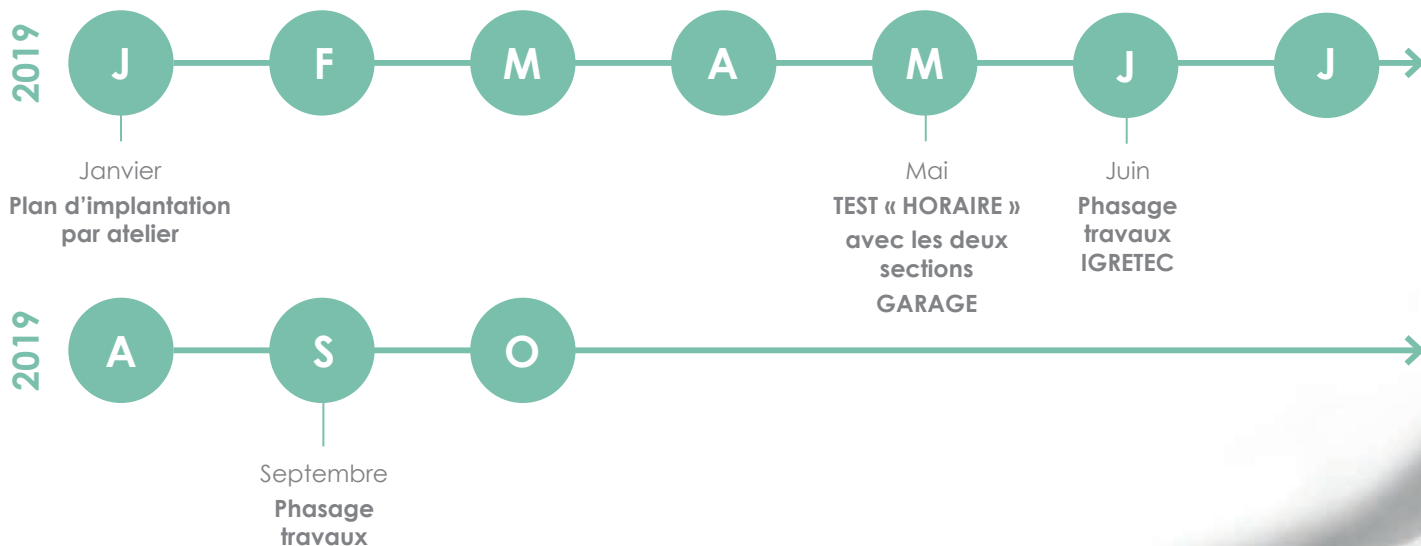 2019
J F M A M J J
Janvier
Plan d’implantation
par atelier
Mai
TEST « HORAIRE »
avec les deux
sections
GARAGE
Juin
Phasage
travaux
IGRETEC
2019
A S O
Septembre
Phasage
travaux